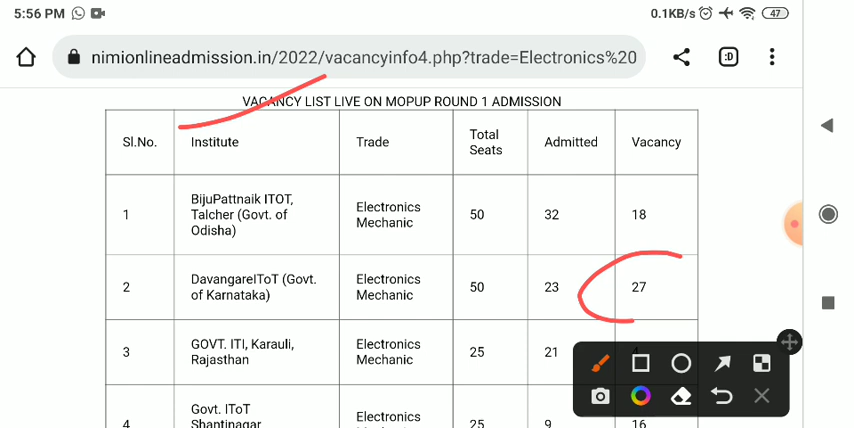 5:56 PM 0.1KB/s 47
nimionlineadmission.in/2022/vacancyinfo4.php?trade=Electronics%20
:D
VACANCY LIST LIVE ON MOPUP ROUND 1 ADMISSION
Sl.No. Institute Trade Total Seats Admitted Vacancy
1 BijuPattnaik ITOT, Talcher (Govt. of Odisha) Electronics Mechanic 50 32 18
2 DavangareIToT (Govt. of Karnataka) Electronics Mechanic 50 23 27
3 GOVT. ITI, Karauli, Rajasthan Electronics Mechanic 25 21
4 Govt. IToT Shantinagar Electronics 25 9 16